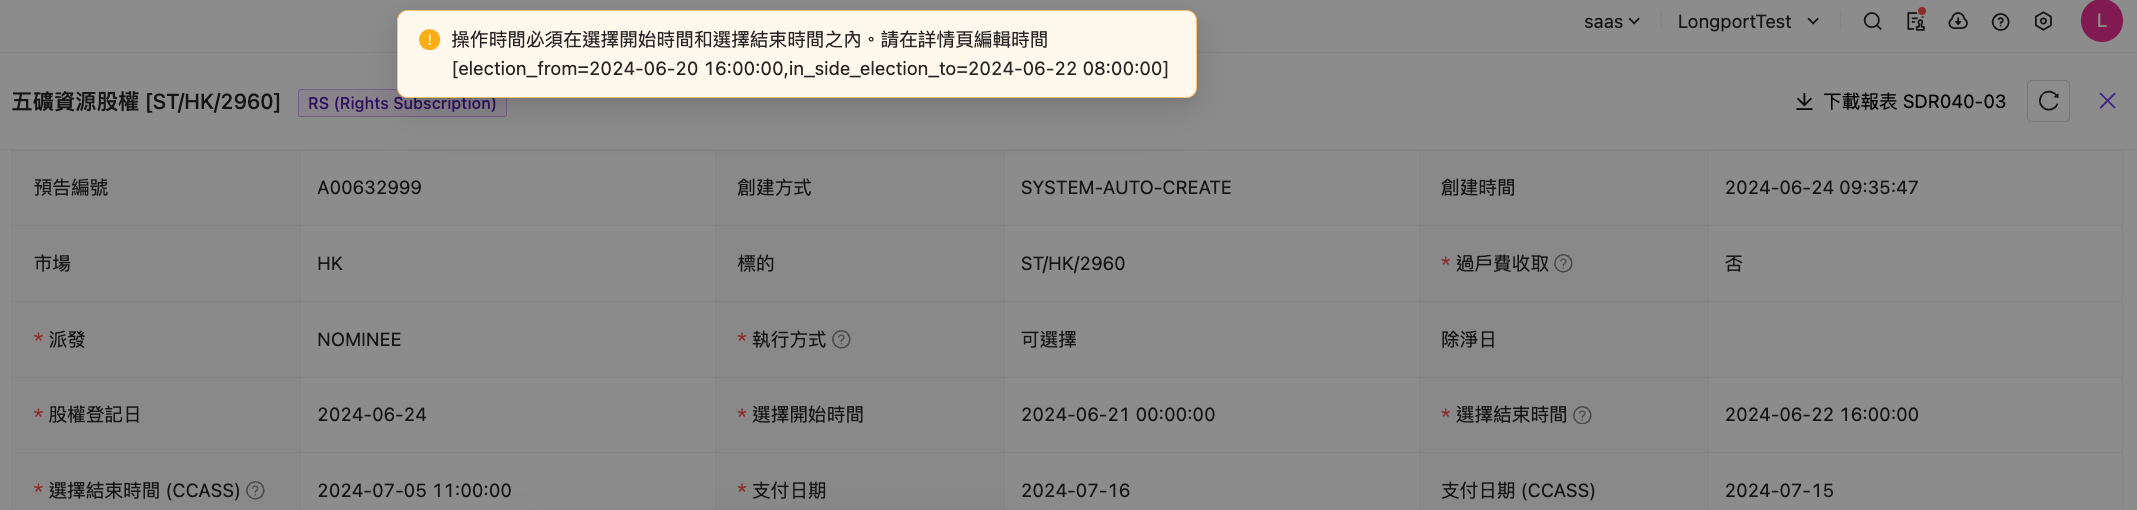 操作時間必須在選擇開始時間和選擇結束時間之內。請在詳情頁編輯時間
[election_from=2024-06-20 16:00:00,in_side_election_to=2024-06-22 08:00:00]
saas LongportTest L
五礦資源股權 [ST/HK/2960] RS (Rights Subscription) 下載報表 SDR040-03
預告編號 A00632999 創建方式 SYSTEM-AUTO-CREATE 創建時間 2024-06-24 09:35:47
市場 HK 標的 ST/HK/2960 * 過戶費收取 否
* 派發 NOMINEE * 執行方式 可選擇 除淨日
* 股權登記日 2024-06-24 * 選擇開始時間 2024-06-21 00:00:00 * 選擇結束時間 2024-06-22 16:00:00
* 選擇結束時間 (CCASS) 2024-07-05 11:00:00 * 支付日期 2024-07-16 支付日期 (CCASS) 2024-07-15